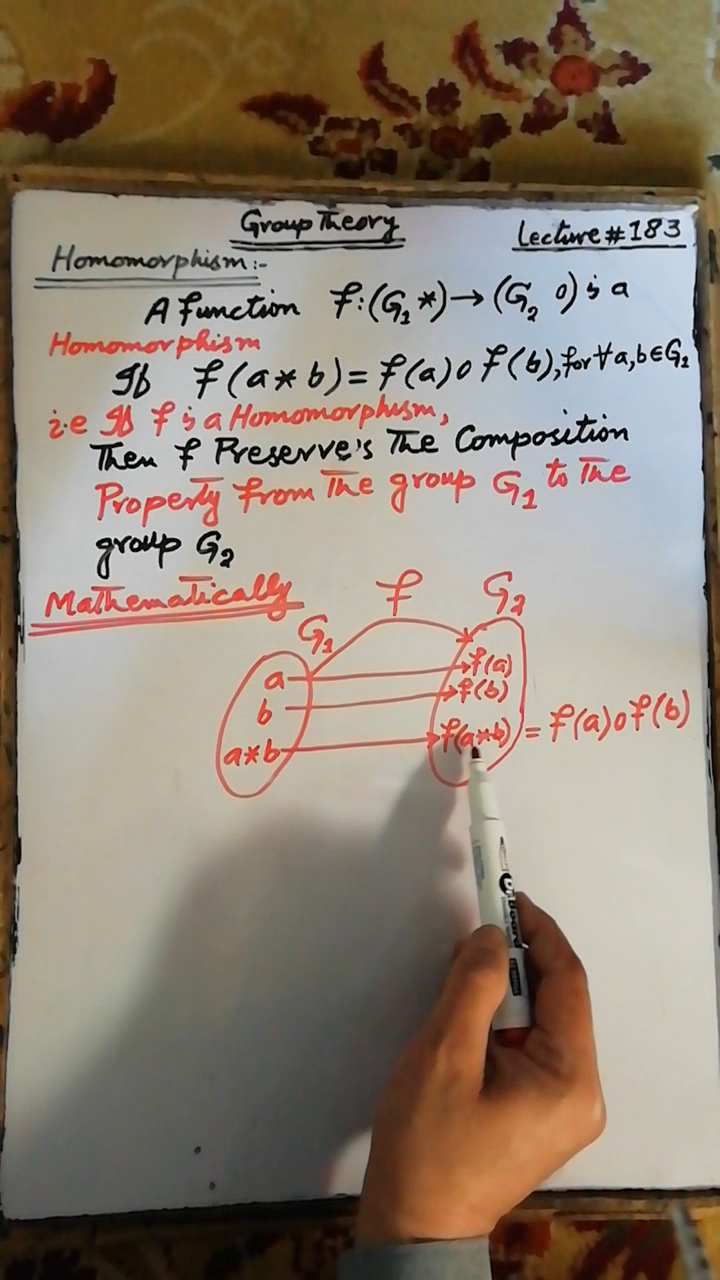 Group Theory
Lecture # 183
Homomorphism:-
A function f:(G₁ *)→(G₂ o) is a
Homomorphism
If f(a*b)=f(a)o f(b), for ∀ a,b∈G₁
i.e If f is a Homomorphism,
Then f Preserve's The Composition
Property from The group G₁ to The
group G₂
Mathematically
f
G₁ G₂
a f(a)
b f(b)
a*b f(a*b) = f(a)o f(b)